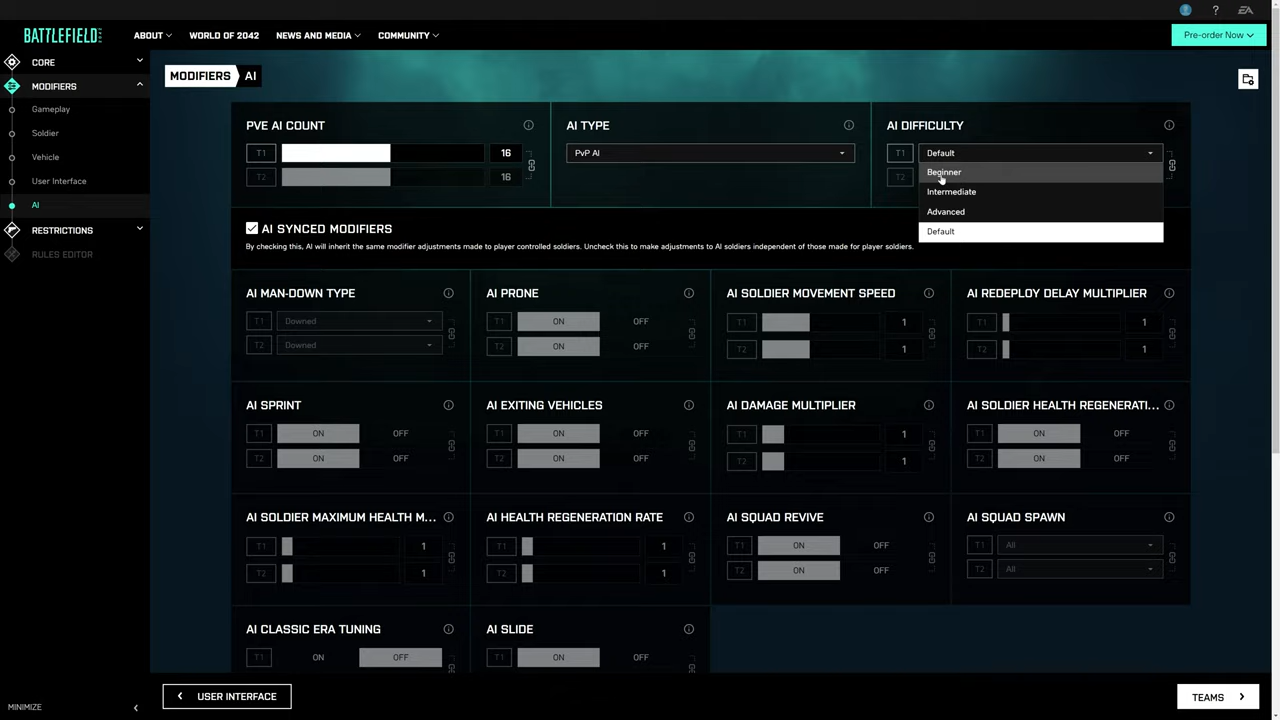 BATTLEFIELD
ABOUT
WORLD OF 2042
NEWS AND MEDIA
COMMUNITY
?
EA
Pre-order Now
CORE
MODIFIERS
Gameplay
Soldier
Vehicle
User Interface
AI
RESTRICTIONS
RULES EDITOR
MODIFIERS AI
PVE AI COUNT
T1 16
T2 16
AI TYPE
PvP AI
AI DIFFICULTY
T1 Default
T2
Beginner
Intermediate
Advanced
Default
AI SYNCED MODIFIERS
By checking this, AI will inherit the same modifier adjustments made to player controlled soldiers. Uncheck this to make adjustments to AI soldiers independent of those made for player soldiers.
AI MAN-DOWN TYPE
T1 Downed
T2 Downed
AI PRONE
T1 ON OFF
T2 ON OFF
AI SOLDIER MOVEMENT SPEED
T1 1
T2 1
AI REDEPLOY DELAY MULTIPLIER
T1 1
T2 1
AI SPRINT
T1 ON OFF
T2 ON OFF
AI EXITING VEHICLES
T1 ON OFF
T2 ON OFF
AI DAMAGE MULTIPLIER
T1 1
T2 1
AI SOLDIER HEALTH REGENERATI...
T1 ON OFF
T2 ON OFF
AI SOLDIER MAXIMUM HEALTH M...
T1 1
T2 1
AI HEALTH REGENERATION RATE
T1 1
T2 1
AI SQUAD REVIVE
T1 ON OFF
T2 ON OFF
AI SQUAD SPAWN
T1 All
T2 All
AI CLASSIC ERA TUNING
T1 ON OFF
AI SLIDE
T1 ON OFF
MINIMIZE
USER INTERFACE
TEAMS